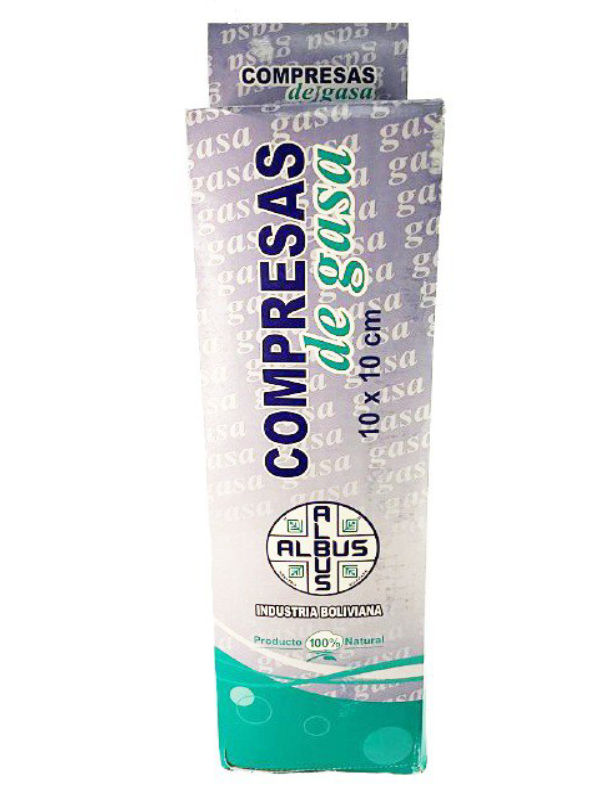 COMPRESAS
de gasa
COMPRESAS
de gasa
10 x 10 cm
ALBUS
ALBUS
INDUSTRIA BOLIVIANA
Producto 100% Natural